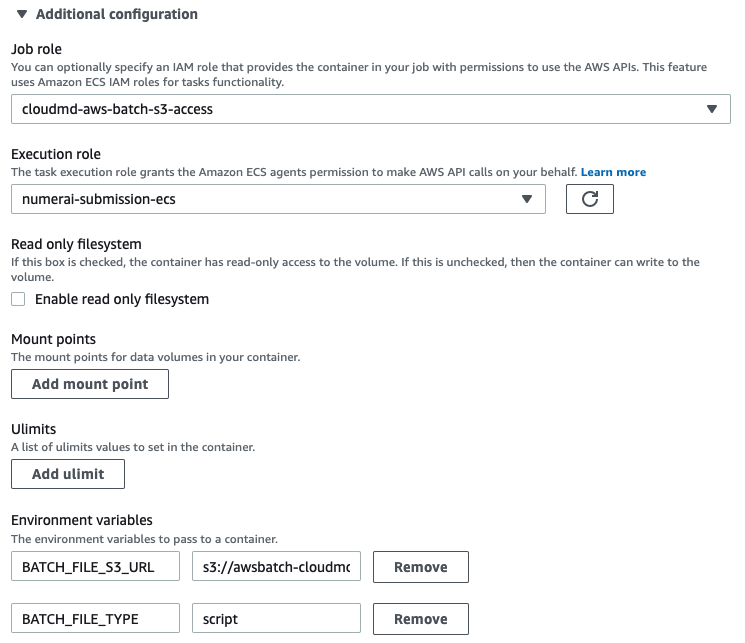 Additional configuration
Job role
You can optionally specify an IAM role that provides the container in your job with permissions to use the AWS APIs. This feature
uses Amazon ECS IAM roles for tasks functionality.
cloudmd-aws-batch-s3-access
Execution role
The task execution role grants the Amazon ECS agents permission to make AWS API calls on your behalf. Learn more
numerai-submission-ecs
Read only filesystem
If this box is checked, the container has read-only access to the volume. If this is unchecked, then the container can write to the
volume.
Enable read only filesystem
Mount points
The mount points for data volumes in your container.
Add mount point
Ulimits
A list of ulimits values to set in the container.
Add ulimit
Environment variables
The environment variables to pass to a container.
BATCH_FILE_S3_URL s3://awsbatch-cloudmd Remove
BATCH_FILE_TYPE script Remove